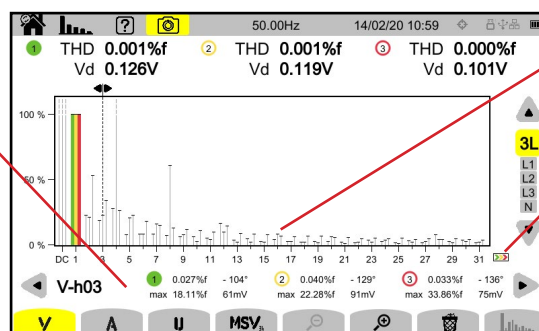 50.00Hz 14/02/20 10:59
1 THD 0.001%f 2 THD 0.001%f 3 THD 0.000%f
Vd 0.126V Vd 0.119V Vd 0.101V
100 %
50 %
0 %
3L
L1
L2
L3
N
DC 1 3 5 7 9 11 13 15 17 19 21 23 25 27 29 31
V-h03 1 0.027%f - 104° 2 0.040%f - 129° 3 0.033%f - 136°
max 18.11%f 61mV max 22.28%f 91mV max 33.86%f 75mV
V A U MSV